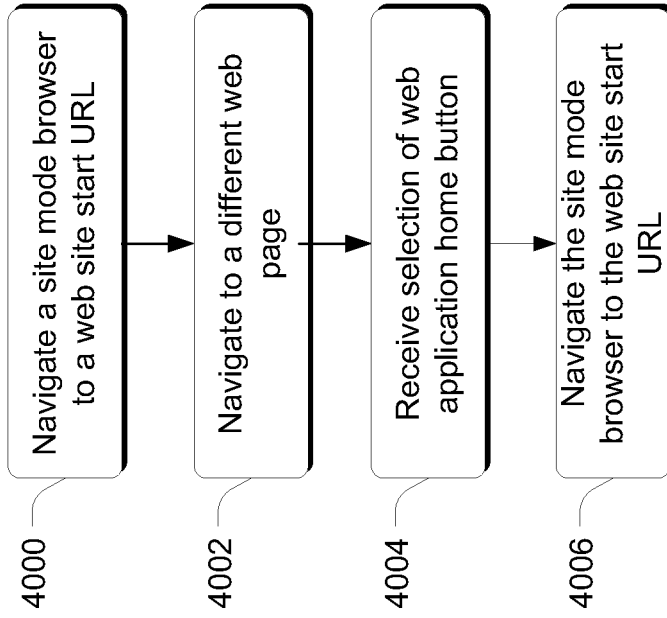 4000
Navigate a site mode browser
to a web site start URL
4002
Navigate to a different web
page
4004
Receive selection of web
application home button
4006
Navigate the site mode
browser to the web site start
URL